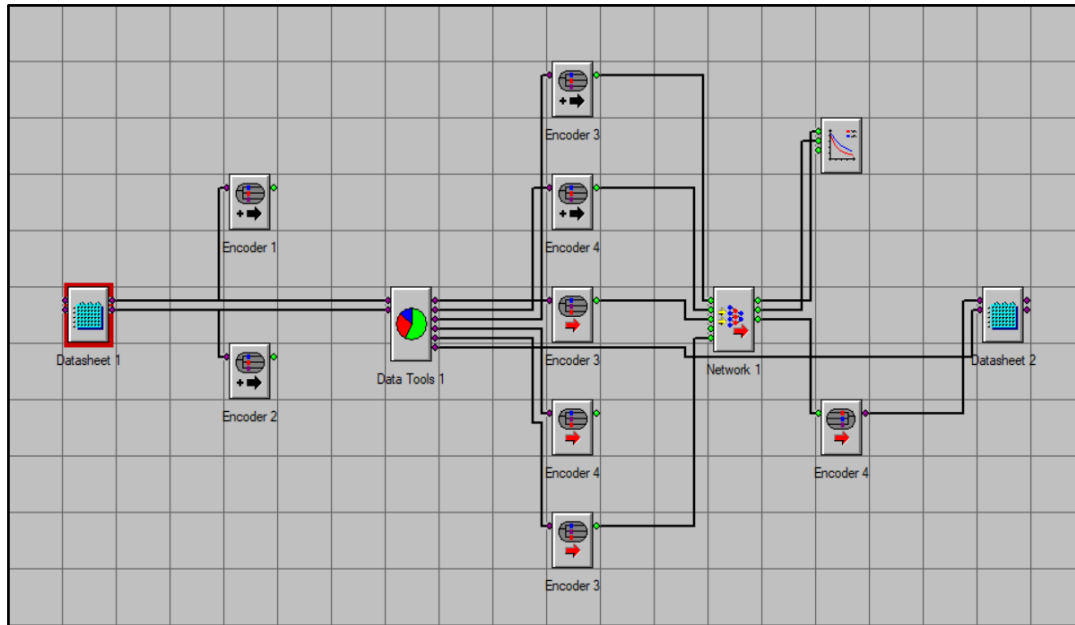 Encoder 3
Encoder 1
Encoder 4
Datasheet 1
Data Tools 1
Encoder 3
Network 1
Datasheet 2
Encoder 2
Encoder 4
Encoder 4
Encoder 3